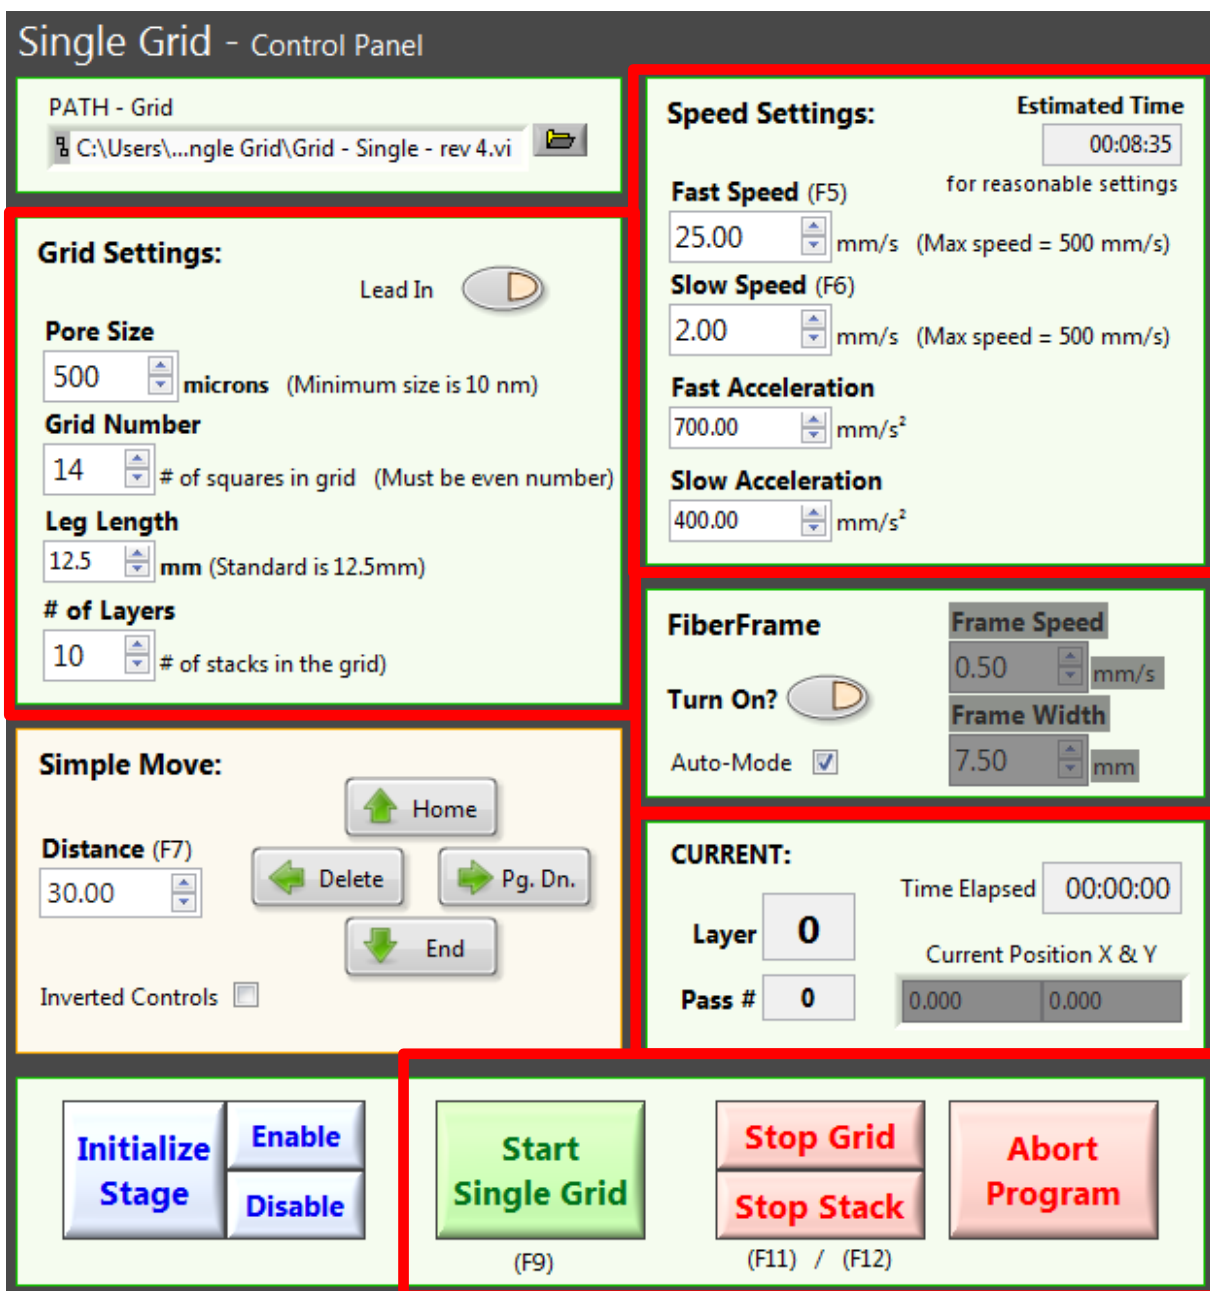 Single Grid - Control Panel
PATH - Grid
C:\Users\...ngle Grid\Grid - Single - rev 4.vi
Grid Settings:
Lead In
Pore Size
500 microns (Minimum size is 10 nm)
Grid Number
14 # of squares in grid (Must be even number)
Leg Length
12.5 mm (Standard is 12.5mm)
# of Layers
10 # of stacks in the grid)
Simple Move:
Home
Distance (F7)
30.00
Delete
Pg. Dn.
End
Inverted Controls
Speed Settings:
Estimated Time
00:08:35
for reasonable settings
Fast Speed (F5)
25.00 mm/s (Max speed = 500 mm/s)
Slow Speed (F6)
2.00 mm/s (Max speed = 500 mm/s)
Fast Acceleration
700.00 mm/s²
Slow Acceleration
400.00 mm/s²
FiberFrame
Turn On?
Auto-Mode
Frame Speed
0.50 mm/s
Frame Width
7.50 mm
CURRENT:
Time Elapsed 00:00:00
Layer 0
Current Position X & Y
Pass # 0
0.000 0.000
Initialize
Stage
Enable
Disable
Start
Single Grid
(F9)
Stop Grid
Stop Stack
(F11) / (F12)
Abort
Program